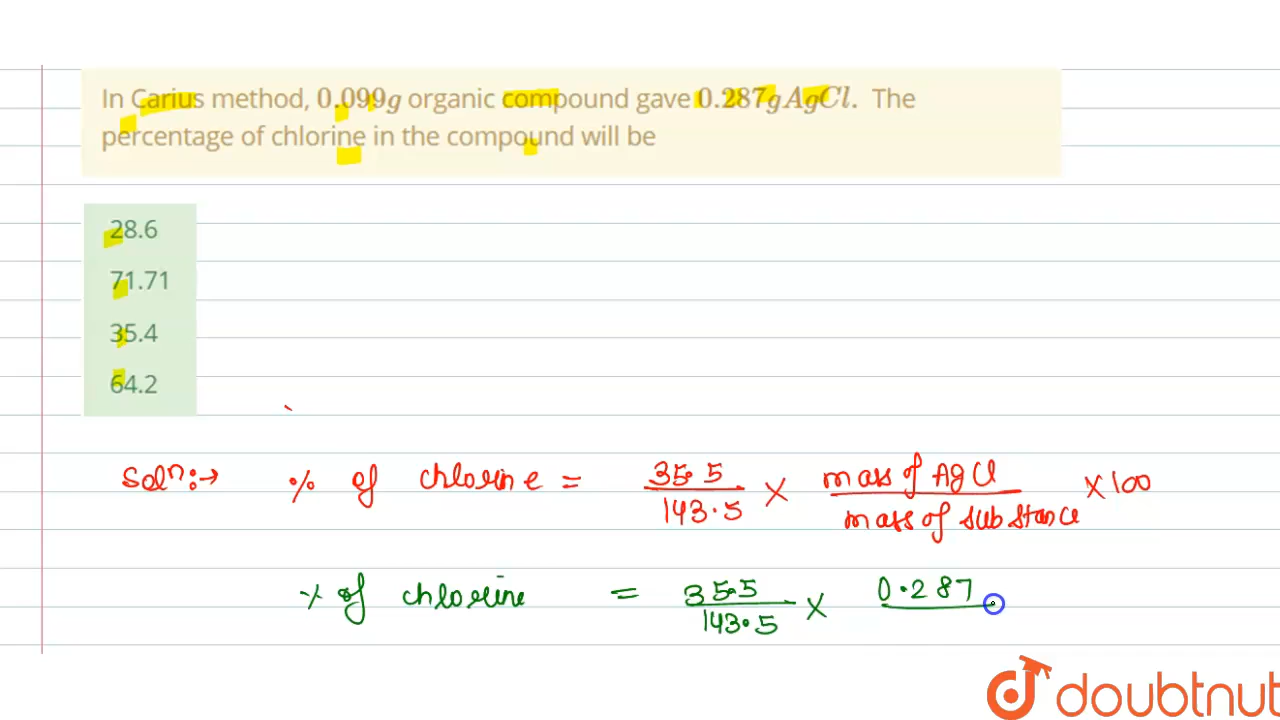 In Carius method, 0.099g organic compound gave 0.287gAgCl. The
percentage of chlorine in the compound will be
28.6
71.71
35.4
64.2
Solⁿ:→ % of chlorine = 35.5/143.5 × mass of AgCl/mass of substance × 100
% of chlorine = 35.5/143.5 × 0.287
doubtnut